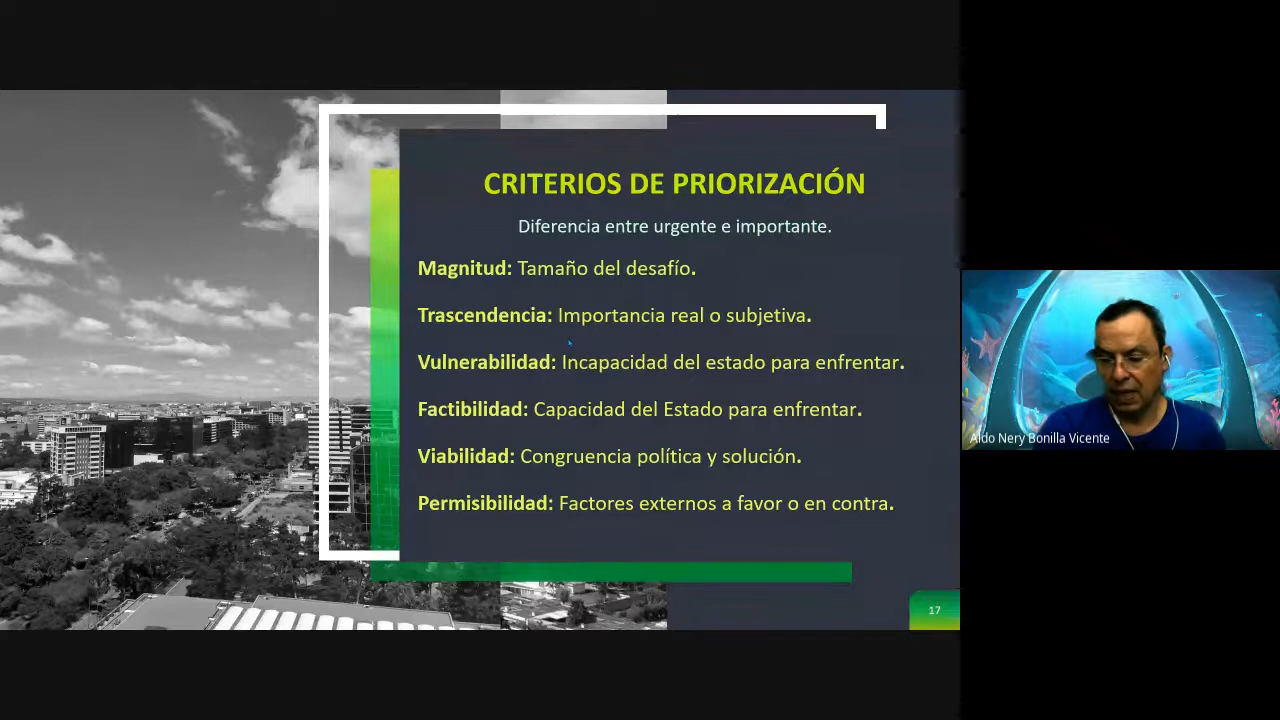 CRITERIOS DE PRIORIZACIÓN
Diferencia entre urgente e importante.
Magnitud: Tamaño del desafío.
Trascendencia: Importancia real o subjetiva.
Vulnerabilidad: Incapacidad del estado para enfrentar.
Factibilidad: Capacidad del Estado para enfrentar.
Viabilidad: Congruencia política y solución.
Permisibilidad: Factores externos a favor o en contra.
17
Aldo Nery Bonilla Vicente